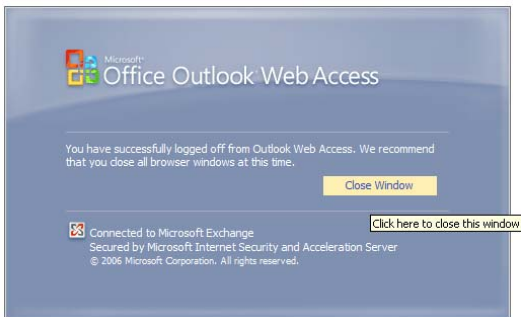 Microsoft
Office Outlook Web Access
You have successfully logged off from Outlook Web Access. We recommend
that you close all browser windows at this time.
Close Window
Click here to close this window
Connected to Microsoft Exchange
Secured by Microsoft Internet Security and Acceleration Server
© 2006 Microsoft Corporation. All rights reserved.